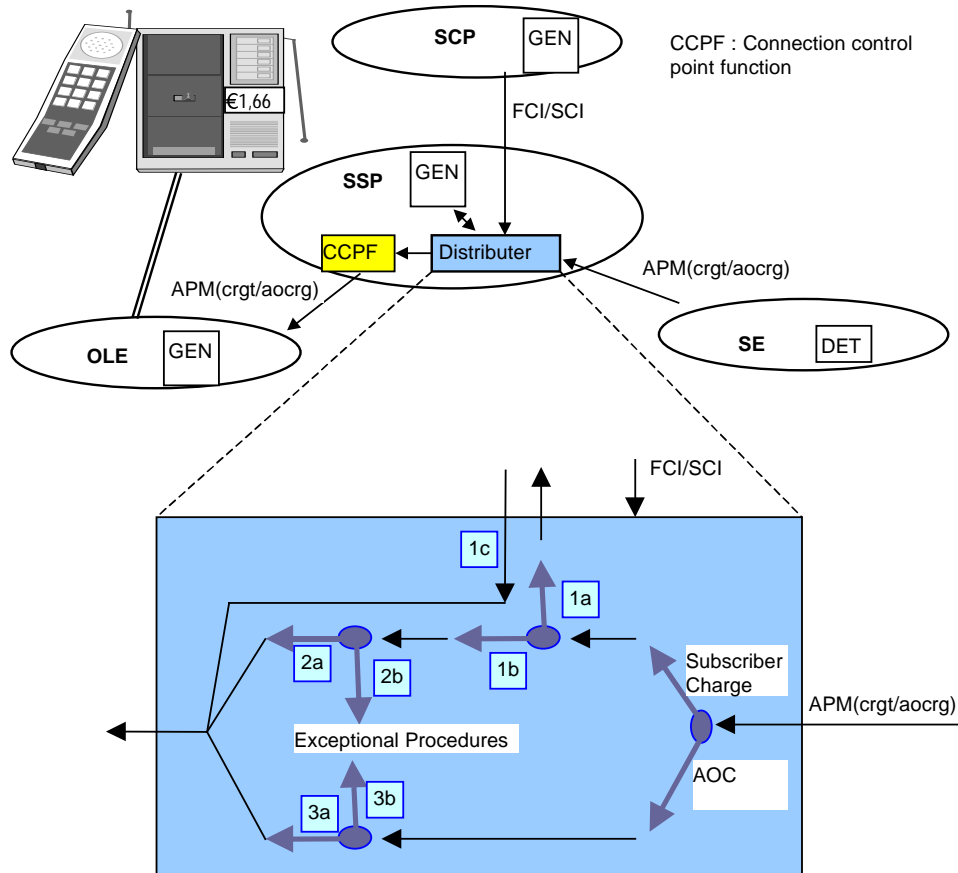 SCP
GEN
CCPF : Connection control
point function
€1,66
FCI/SCI
SSP
GEN
CCPF
Distributer
APM(crgt/aocrg)
APM(crgt/aocrg)
OLE
GEN
SE
DET
FCI/SCI
1c
1a
2a
2b
1b
Subscriber
Charge
APM(crgt/aocrg)
Exceptional Procedures
AOC
3a
3b